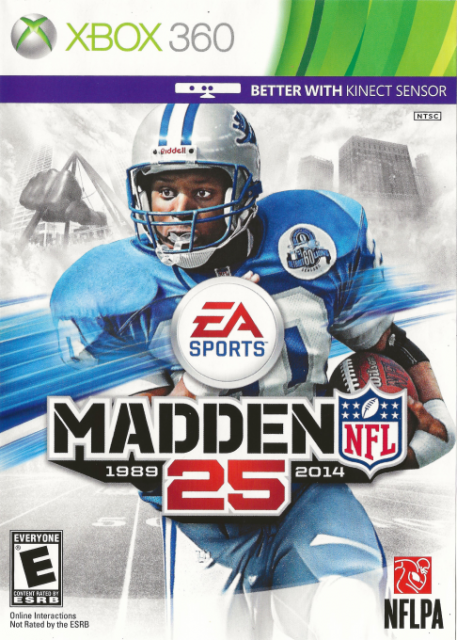 XBOX 360
BETTER WITH KINECT SENSOR
NTSC
Riddell
60
EA
SPORTS
MADDEN
NFL
1989
25
2014
EVERYONE
E
CONTENT RATED BY
ESRB
Online Interactions
Not Rated by the ESRB
NFLPA